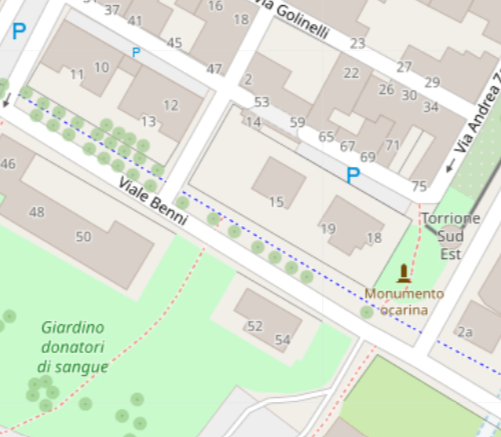 ia Golinelli
P
37
41
45
16
18
23
P
47
11
10
2
22
27
29
26
30
34
12
53
13
14
59
65
67
71
69
Via Andrea Z
P
75
46
48
50
Viale Benni
15
19
18
Torrione
Sud
Est
Monumento
ocarina
Giardino
donatori
di sangue
52
54
2a